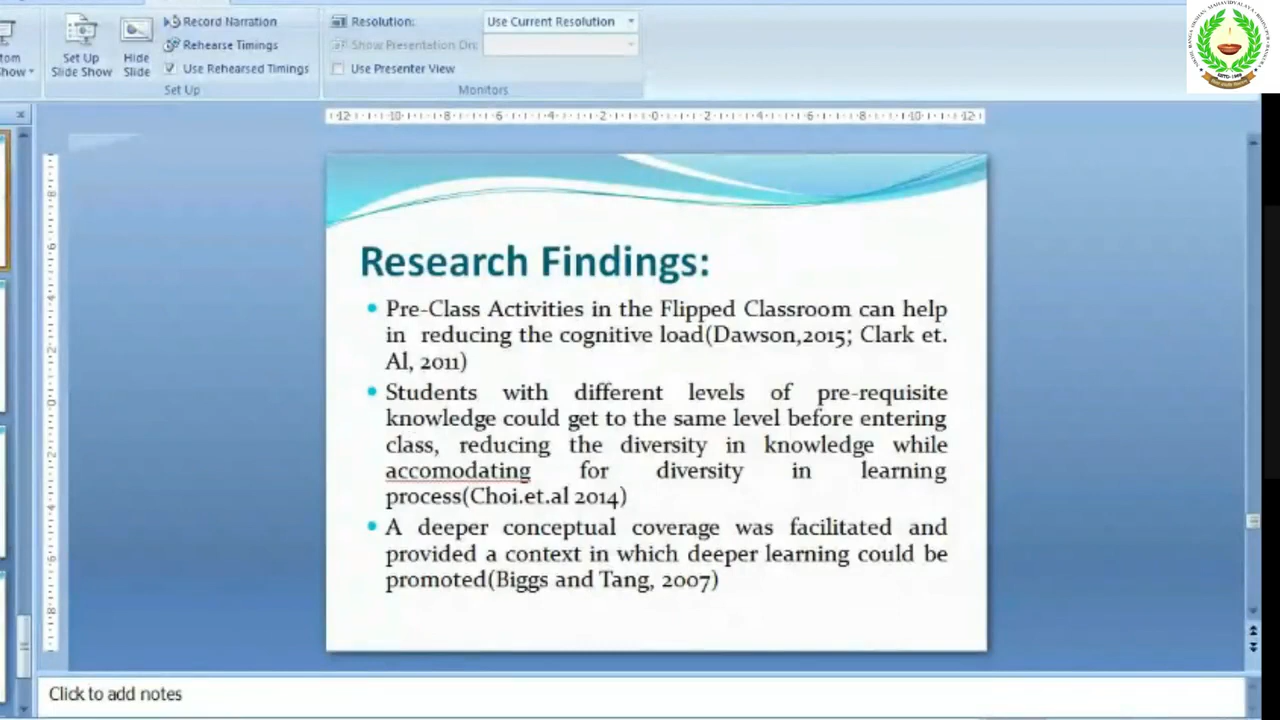 Record Narration
Rehearse Timings
Use Rehearsed Timings
Set Up
Slide Show
Hide
Slide
Set Up
tom
Show
Resolution:
Use Current Resolution
Show Presentation On:
Use Presenter View
Monitors
Research Findings:
Pre-Class Activities in the Flipped Classroom can help
in reducing the cognitive load(Dawson,2015; Clark et.
Al, 2011)
Students with different levels of pre-requisite
knowledge could get to the same level before entering
class, reducing the diversity in knowledge while
accomodating for diversity in learning
process(Choi.et.al 2014)
A deeper conceptual coverage was facilitated and
provided a context in which deeper learning could be
promoted(Biggs and Tang, 2007)
Click to add notes